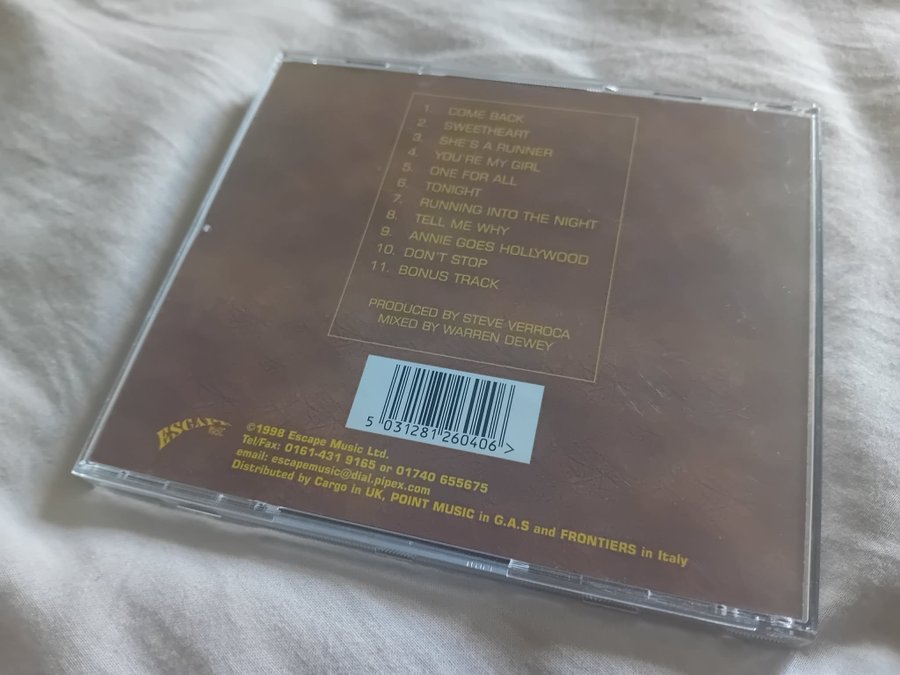 1. COME BACK
2. SWEETHEART
3. SHE'S A RUNNER
4. YOU'RE MY GIRL
5. ONE FOR ALL
6. TONIGHT
7. RUNNING INTO THE NIGHT
8. TELL ME WHY
9. ANNIE GOES HOLLYWOOD
10. DON'T STOP
11. BONUS TRACK
PRODUCED BY STEVE VERROCA
MIXED BY WARREN DEWEY
5 031281 260406 >
ESCAPE
©1998 Escape Music Ltd.
Tel/Fax: 0161-431 9165 or 01740 655675
email: escapemusic@dial.pipex.com
Distributed by Cargo in UK, POINT MUSIC in G.A.S and FRONTIERS in Italy